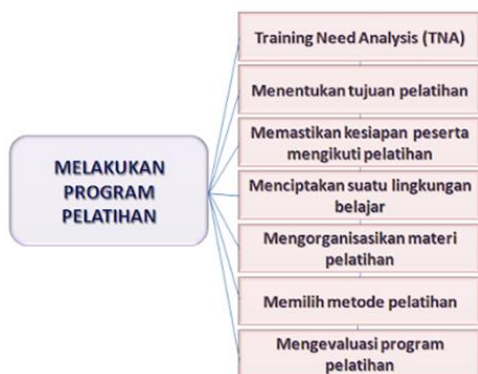 MELAKUKAN
PROGRAM
PELATIHAN
Training Need Analysis (TNA)
Menentukan tujuan pelatihan
Memastikan kesiapan peserta
mengikuti pelatihan
Menciptakan suatu lingkungan
belajar
Mengorganisasikan materi
pelatihan
Memilih metode pelatihan
Mengevaluasi program
pelatihan